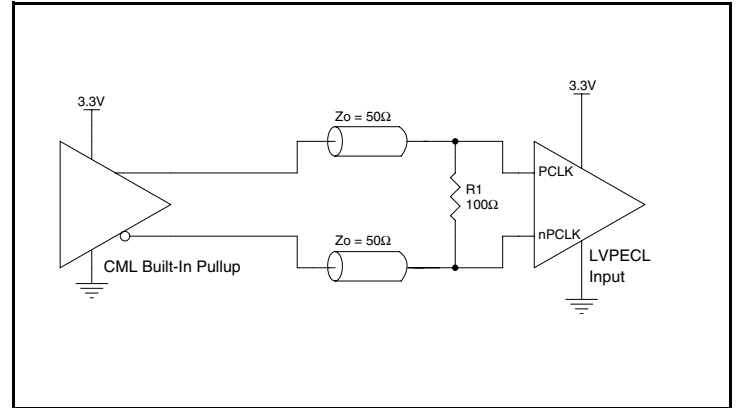 3.3V
3.3V
Zo = 50Ω
PCLK
R1
100Ω
nPCLK
Zo = 50Ω
LVPECL
Input
CML Built-In Pullup